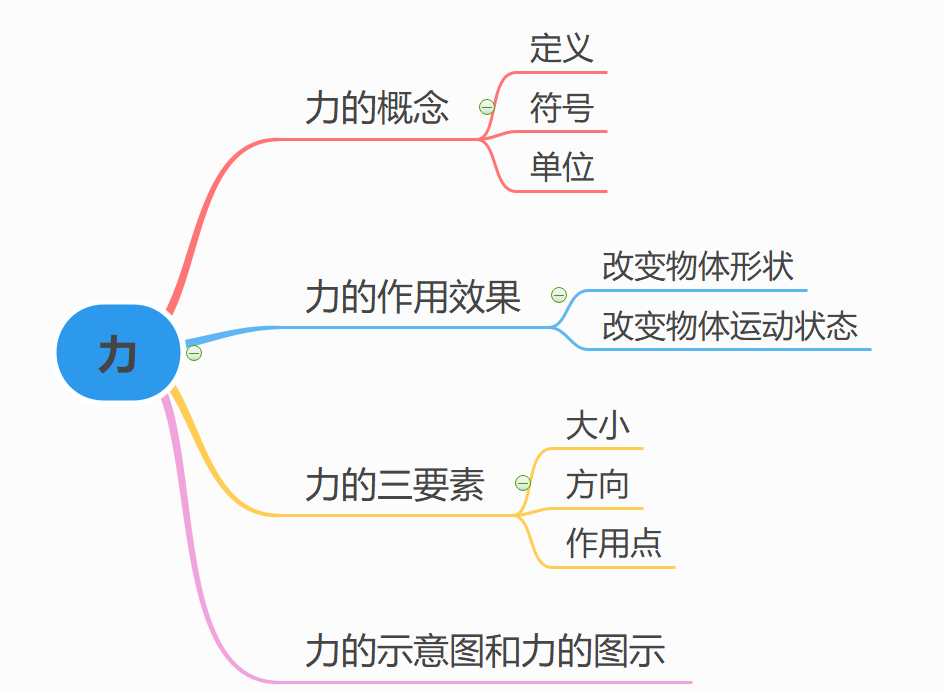 力
力的概念
定义
符号
单位
力的作用效果
改变物体形状
改变物体运动状态
力的三要素
大小
方向
作用点
力的示意图和力的图示